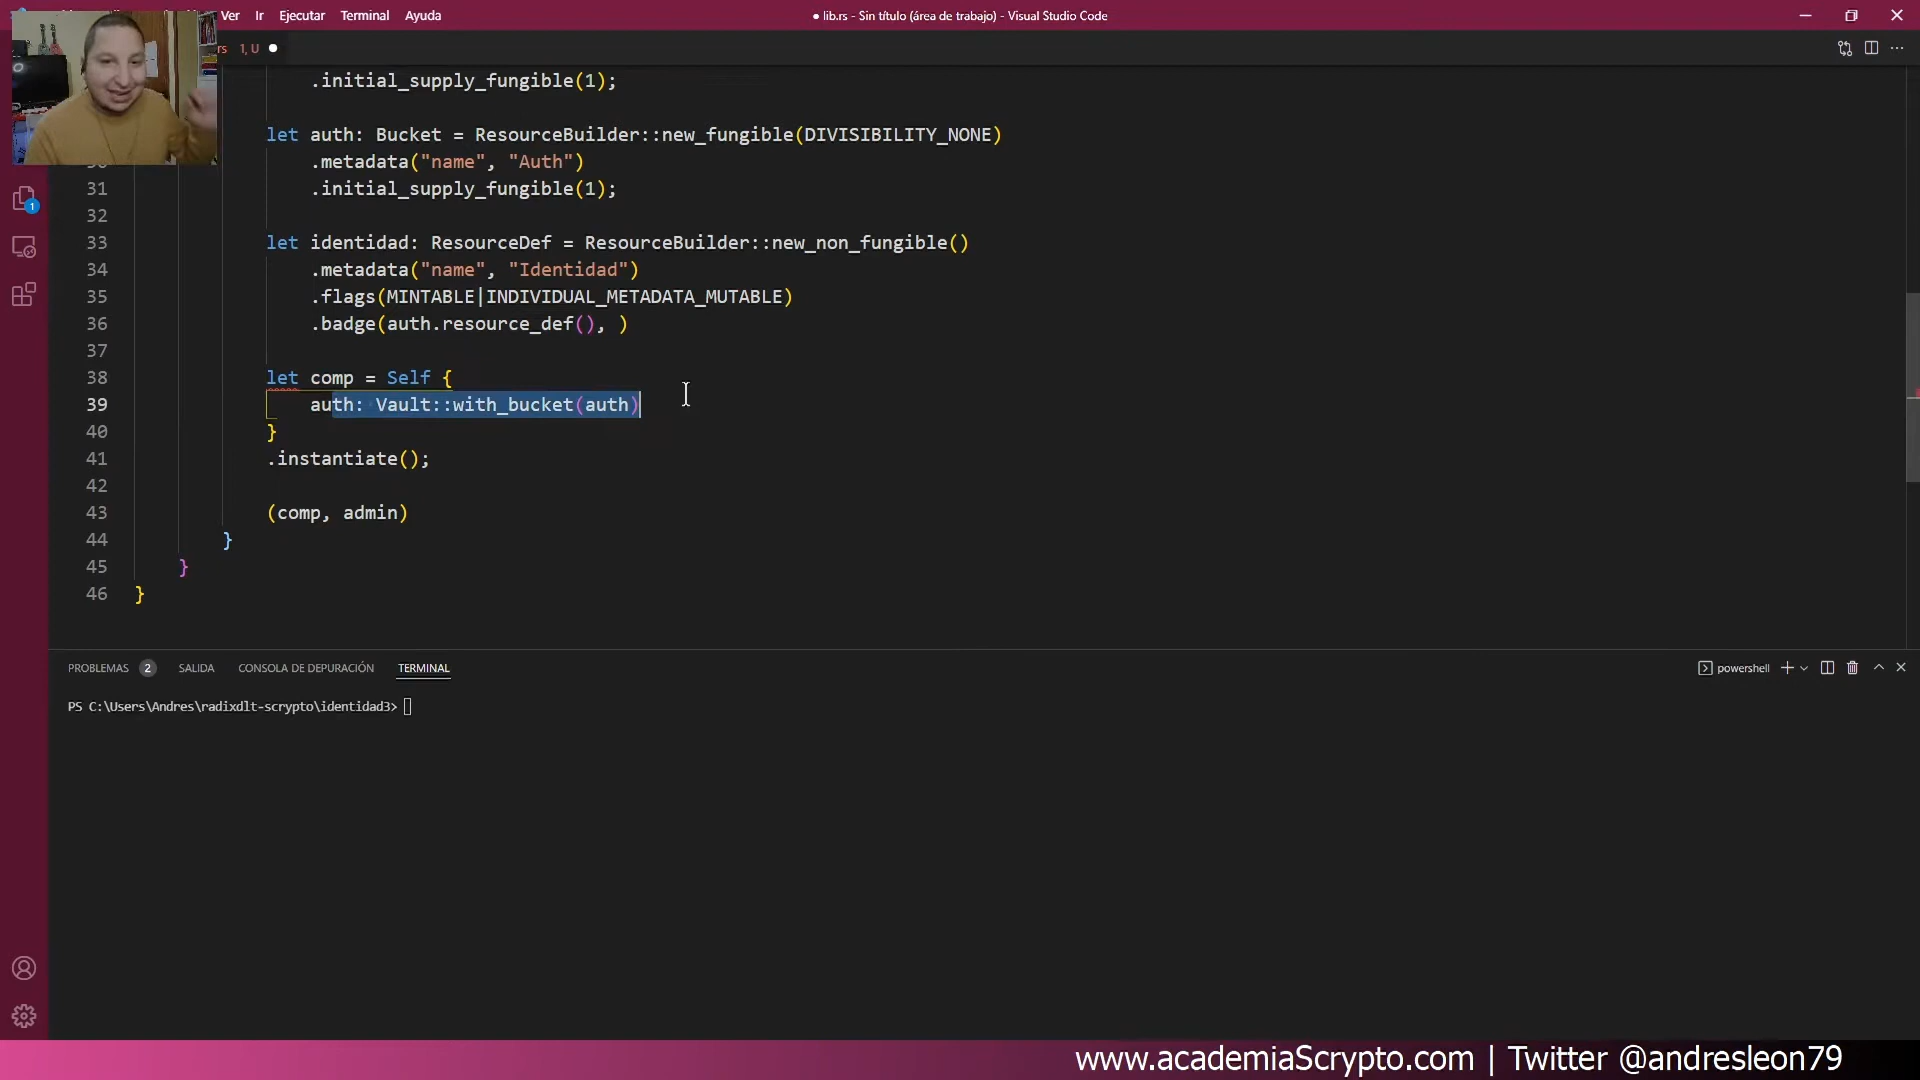 Ver Ir Ejecutar Terminal Ayuda
● lib.rs - Sin título (área de trabajo) - Visual Studio Code
rs 1, U ●
.initial_supply_fungible(1);
let auth: Bucket = ResourceBuilder::new_fungible(DIVISIBILITY_NONE)
.metadata("name", "Auth")
31 .initial_supply_fungible(1);
32
33 let identidad: ResourceDef = ResourceBuilder::new_non_fungible()
34 .metadata("name", "Identidad")
35 .flags(MINTABLE|INDIVIDUAL_METADATA_MUTABLE)
36 .badge(auth.resource_def(), )
37
38 let comp = Self {
39 auth: Vault::with_bucket(auth)
40 }
41 .instantiate();
42
43 (comp, admin)
44 }
45 }
46 }
1
PROBLEMAS 2 SALIDA CONSOLA DE DEPURACIÓN TERMINAL
powershell
PS C:\Users\Andres\radixdlt-scrypto\identidad3>
www.academiaScrypto.com | Twitter @andresleon79